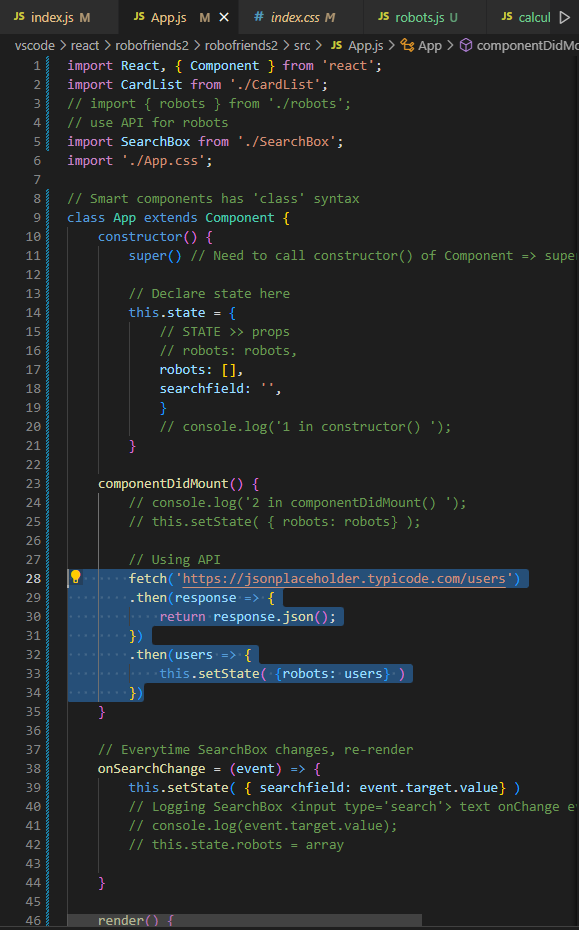 index.js M App.js M index.css M robots.js U calcul
vscode > react > robofriends2 > robofriends2 > src > JS App.js > App > componentDidMo
1 import React, { Component } from 'react';
2 import CardList from './CardList';
3 // import { robots } from './robots';
4 // use API for robots
5 import SearchBox from './SearchBox';
6 import './App.css';
7
8 // Smart components has 'class' syntax
9 class App extends Component {
10 constructor() {
11 super() // Need to call constructor() of Component => supe
12
13 // Declare state here
14 this.state = {
15 // STATE >> props
16 // robots: robots,
17 robots: [],
18 searchfield: '',
19 }
20 // console.log('1 in constructor() ');
21 }
22
23 componentDidMount() {
24 // console.log('2 in componentDidMount() ');
25 // this.setState( { robots: robots} );
26
27 // Using API
28 fetch('https://jsonplaceholder.typicode.com/users')
29 .then(response => {
30 return response.json();
31 })
32 .then(users => {
33 this.setState( {robots: users} )
34 })
35 }
36
37 // Everytime SearchBox changes, re-render
38 onSearchChange = (event) => {
39 this.setState( { searchfield: event.target.value} )
40 // Logging SearchBox <input type='search'> text onChange e
41 // console.log(event.target.value);
42 // this.state.robots = array
43
44 }
45
46 render() {